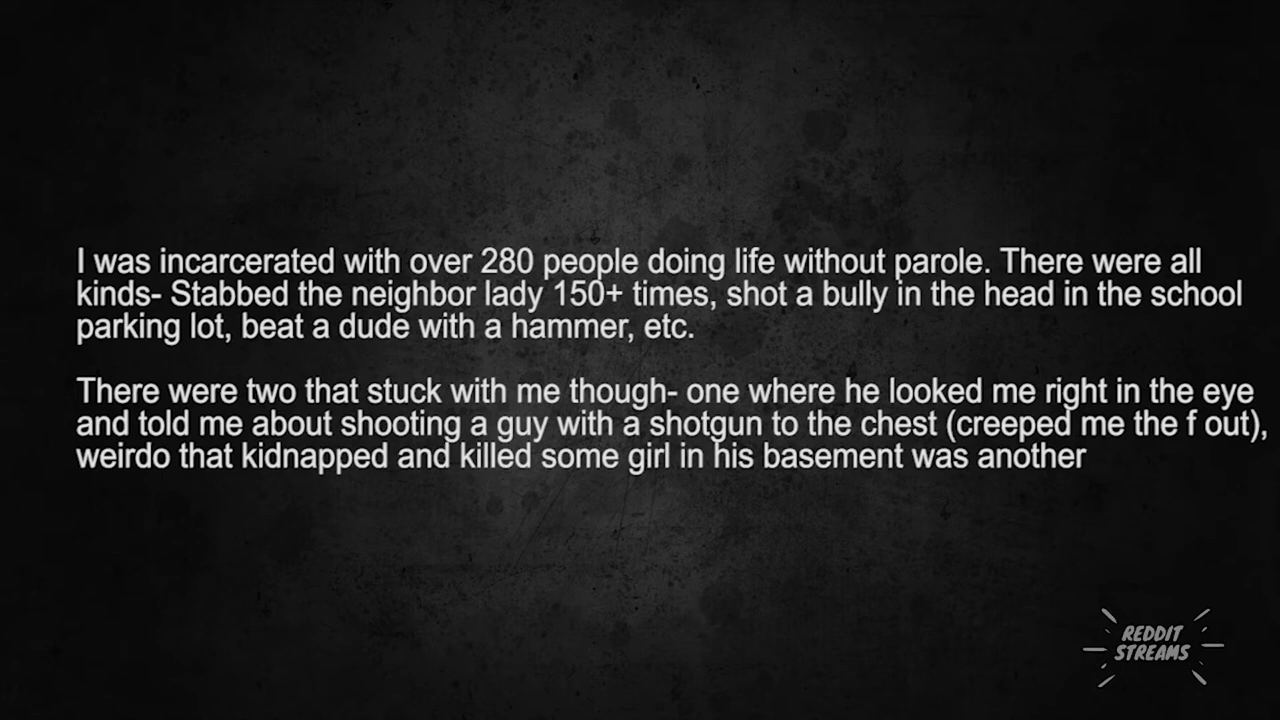 I was incarcerated with over 280 people doing life without parole. There were all
kinds- Stabbed the neighbor lady 150+ times, shot a bully in the head in the school
parking lot, beat a dude with a hammer, etc.
There were two that stuck with me though- one where he looked me right in the eye
and told me about shooting a guy with a shotgun to the chest (creeped me the f out),
weirdo that kidnapped and killed some girl in his basement was another
REDDIT
STREAMS